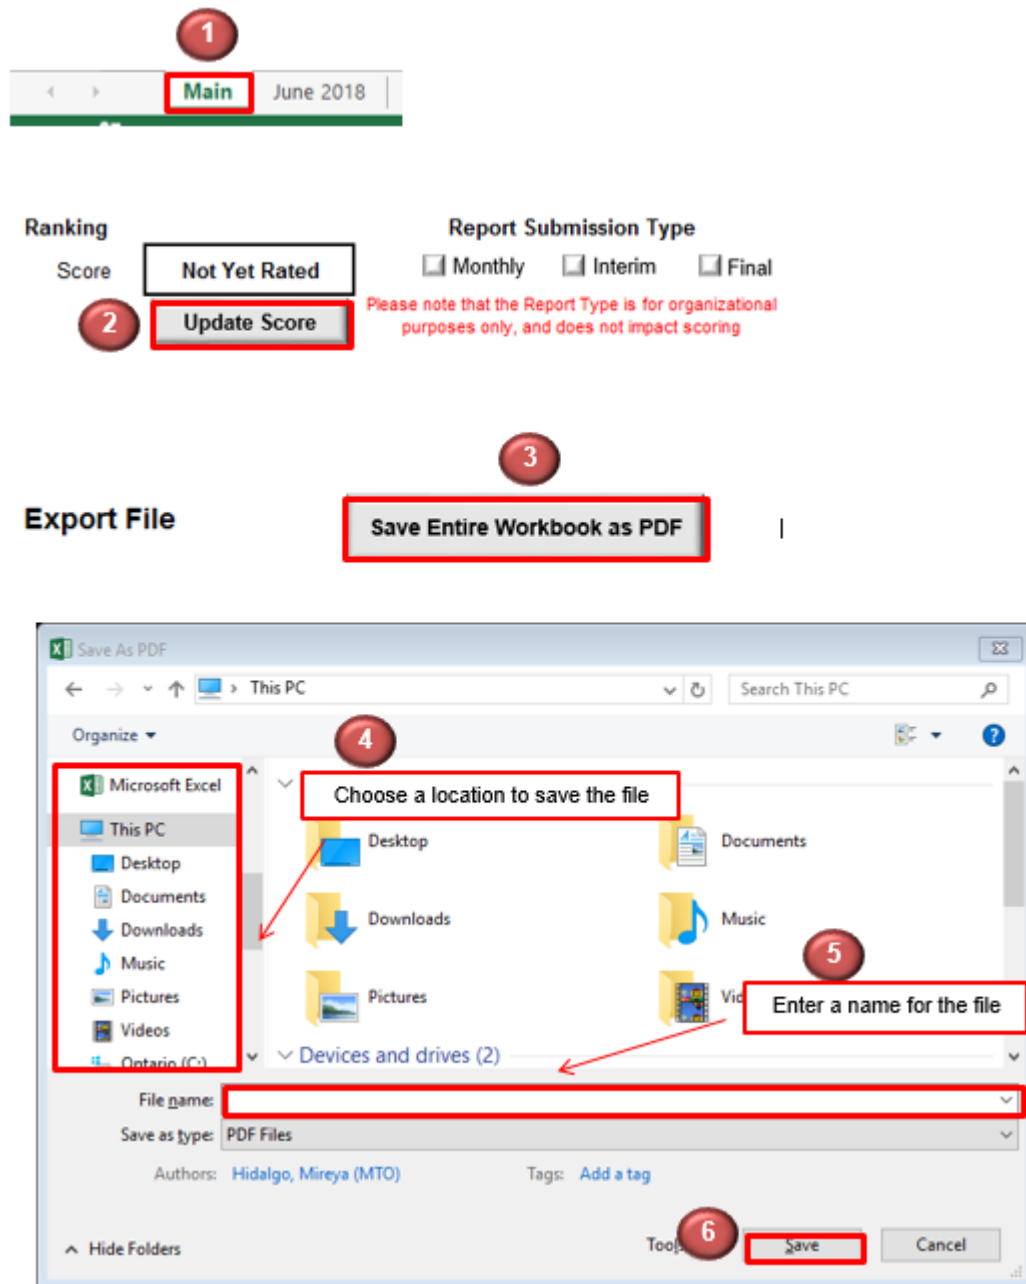 1
Main June 2018
Ranking
Report Submission Type
Score
Not Yet Rated
Monthly Interim Final
2
Update Score
Please note that the Report Type is for organizational
purposes only, and does not impact scoring
3
Export File
Save Entire Workbook as PDF
Save As PDF
This PC
Search This PC
Organize
4
Microsoft Excel
Choose a location to save the file
This PC
Desktop
Documents
Desktop
Documents
Downloads
Downloads
Music
Music
5
Pictures
Pictures
Enter a name for the file
Videos
Ontario (C:)
Devices and drives (2)
File name:
Save as type: PDF Files
Authors: Hidalgo, Mireya (MTO) Tags: Add a tag
6
Hide Folders
Save
Cancel